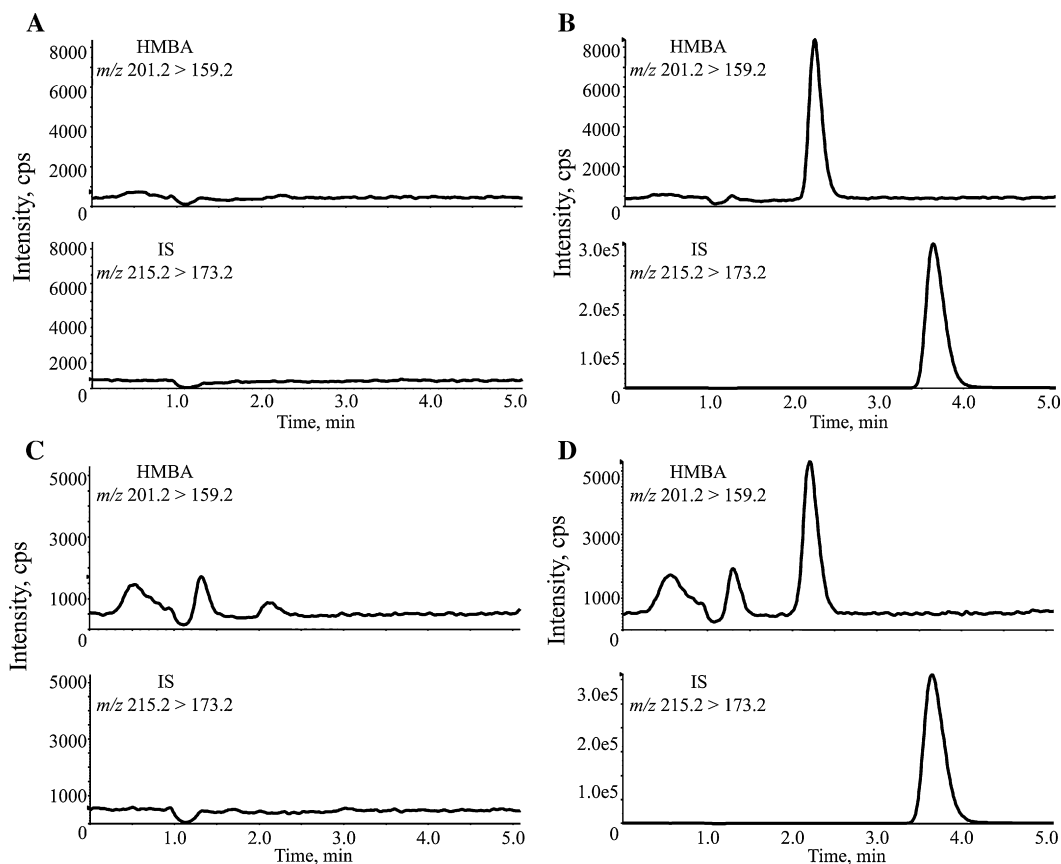 A
HMBA
m/z 201.2 > 159.2
8000
6000
4000
2000
0
Intensity, cps
IS
m/z 215.2 > 173.2
8000
6000
4000
2000
0
1.0 2.0 3.0 4.0 5.0
Time, min
B
HMBA
m/z 201.2 > 159.2
8000
6000
4000
2000
0
Intensity, cps
IS
m/z 215.2 > 173.2
3.0e5
2.0e5
1.0e5
0
1.0 2.0 3.0 4.0 5.0
Time, min
C
HMBA
m/z 201.2 > 159.2
5000
3000
1000
0
Intensity, cps
IS
m/z 215.2 > 173.2
5000
3000
1000
0
0 1.0 2.0 3.0 4.0 5.0
Time, min
D
HMBA
m/z 201.2 > 159.2
5000
3000
1000
0
Intensity, cps
IS
m/z 215.2 > 173.2
3.0e5
2.0e5
1.0e5
0
1.0 2.0 3.0 4.0 5.0
Time, min